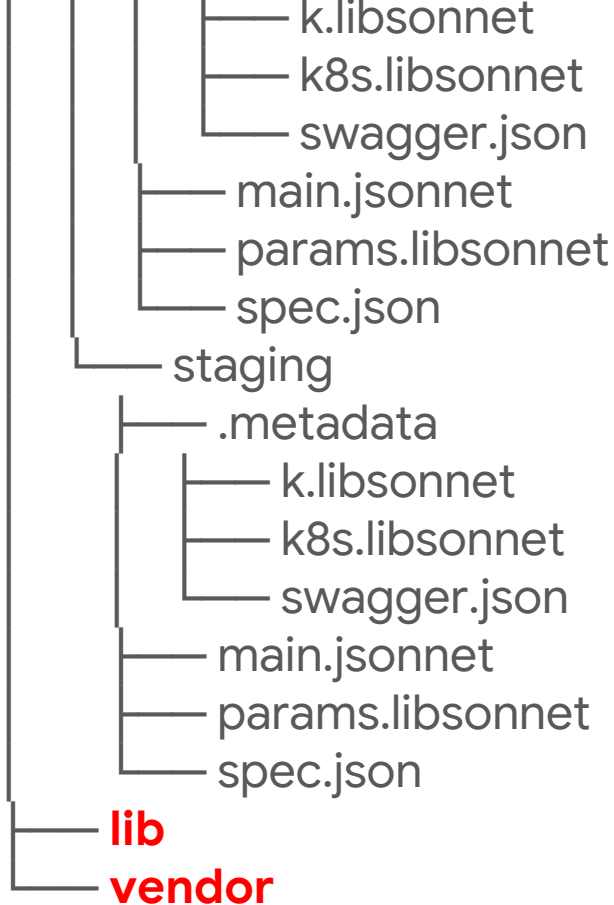 k.libsonnet
k8s.libsonnet
swagger.json
main.jsonnet
params.libsonnet
spec.json
staging
.metadata
k.libsonnet
k8s.libsonnet
swagger.json
main.jsonnet
params.libsonnet
spec.json
lib
vendor